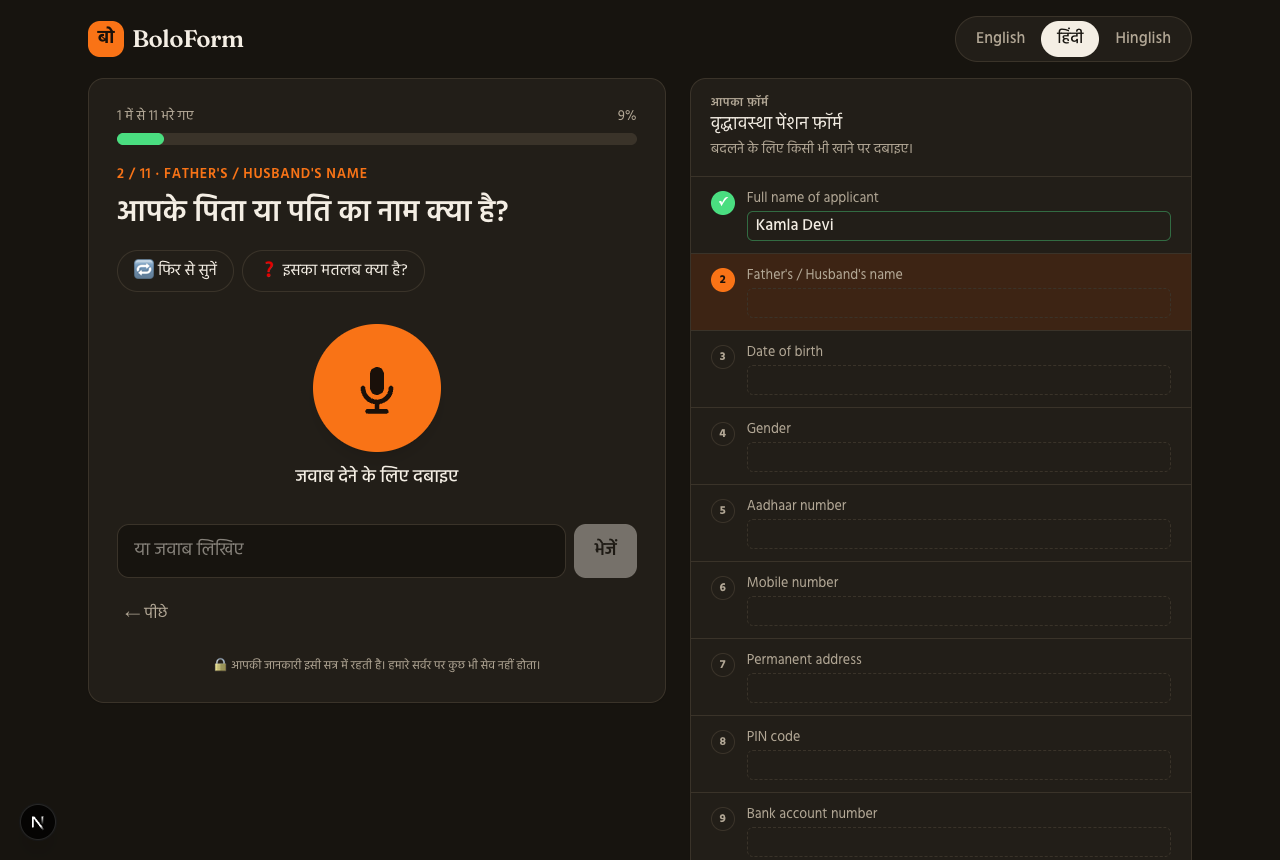 बो BoloForm
English हिंदी Hinglish
1 में से 11 भरे गए 9%
2 / 11 · FATHER'S / HUSBAND'S NAME
आपके पिता या पति का नाम क्या है?
फिर से सुनें
इसका मतलब क्या है?
जवाब देने के लिए दबाइए
या जवाब लिखिए
भेजें
← पीछे
आपकी जानकारी इसी सत्र में रहती है। हमारे सर्वर पर कुछ भी सेव नहीं होता।
आपका फ़ॉर्म
वृद्धावस्था पेंशन फ़ॉर्म
बदलने के लिए किसी भी खाने पर दबाइए।
✓ Full name of applicant
Kamla Devi
2 Father's / Husband's name
3 Date of birth
4 Gender
5 Aadhaar number
6 Mobile number
7 Permanent address
8 PIN code
9 Bank account number
N